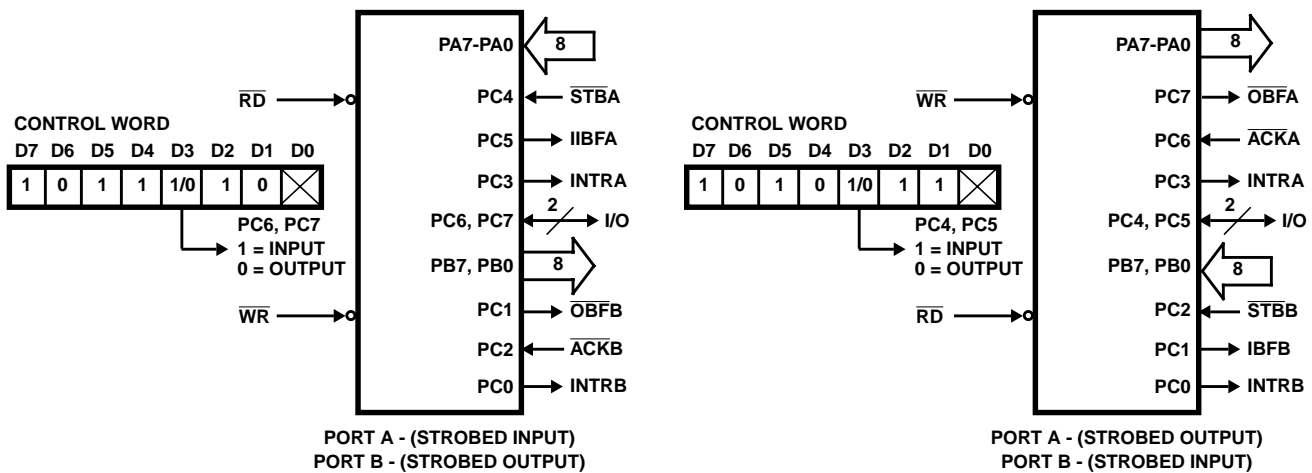 PA7-PA0
8
RD
PC4
STBA
CONTROL WORD
PC5
IIBFA
D7 D6 D5 D4 D3 D2 D1 D0
1 0 1 1 1/0 1 0
PC3
INTRA
PC6, PC7
1 = INPUT
0 = OUTPUT
PC6, PC7
2
I/O
PB7, PB0
8
WR
PC1
OBFB
PC2
ACKB
PC0
INTRB
PORT A - (STROBED INPUT)
PORT B - (STROBED OUTPUT)
PA7-PA0
8
WR
PC7
OBFA
CONTROL WORD
PC6
ACKA
D7 D6 D5 D4 D3 D2 D1 D0
1 0 1 0 1/0 1 1
PC3
INTRA
PC4, PC5
1 = INPUT
0 = OUTPUT
PC4, PC5
2
I/O
PB7, PB0
8
RD
PC2
STBB
PC1
IBFB
PC0
INTRB
PORT A - (STROBED OUTPUT)
PORT B - (STROBED INPUT)